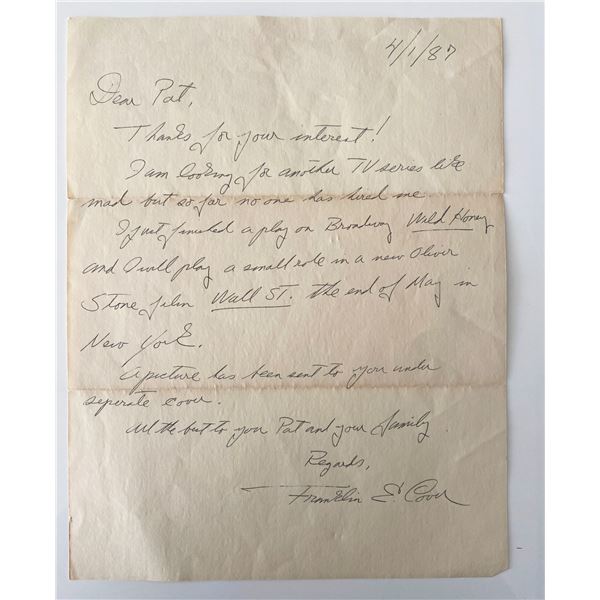 4/1/87
Dear Pat,
Thanks for your interest!
I am looking for another TV series like
mad but so far no one has hired me.
I just finished a play on Broadway Wild Honey
and I will play a small role in a new Oliver
Stone film Wall ST. the end of May in
New York.
A picture has been sent to you under
seperate cover.
All the best to you Pat and your family.
Regards,
Franklin E. Cover